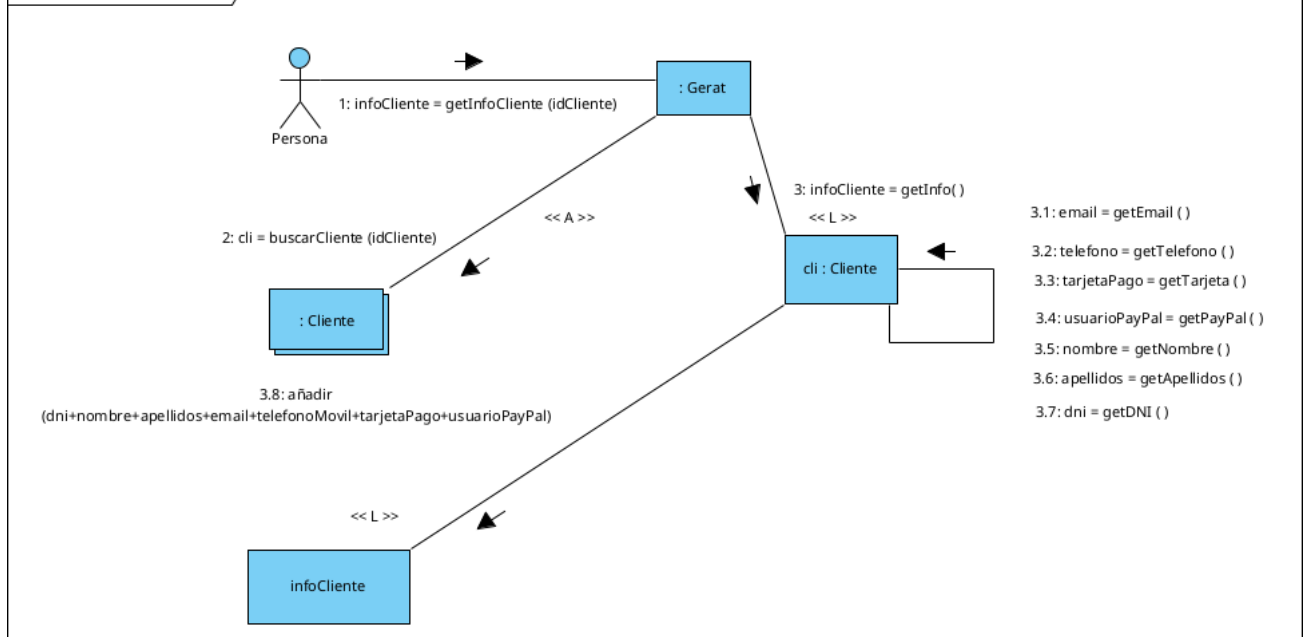 : Gerat
1: infoCliente = getInfoCliente (idCliente)
Persona
3: infoCliente = getInfo( )
<< A >>
<< L >>
3.1: email = getEmail ( )
2: cli = buscarCliente (idCliente)
3.2: telefono = getTelefono ( )
cli : Cliente
3.3: tarjetaPago = getTarjeta ( )
: Cliente
3.4: usuarioPayPal = getPayPal ( )
3.5: nombre = getNombre ( )
3.6: apellidos = getApellidos ( )
3.7: dni = getDNI ( )
3.8: añadir
(dni+nombre+apellidos+email+telefonoMovil+tarjetaPago+usuarioPayPal)
<< L >>
infoCliente